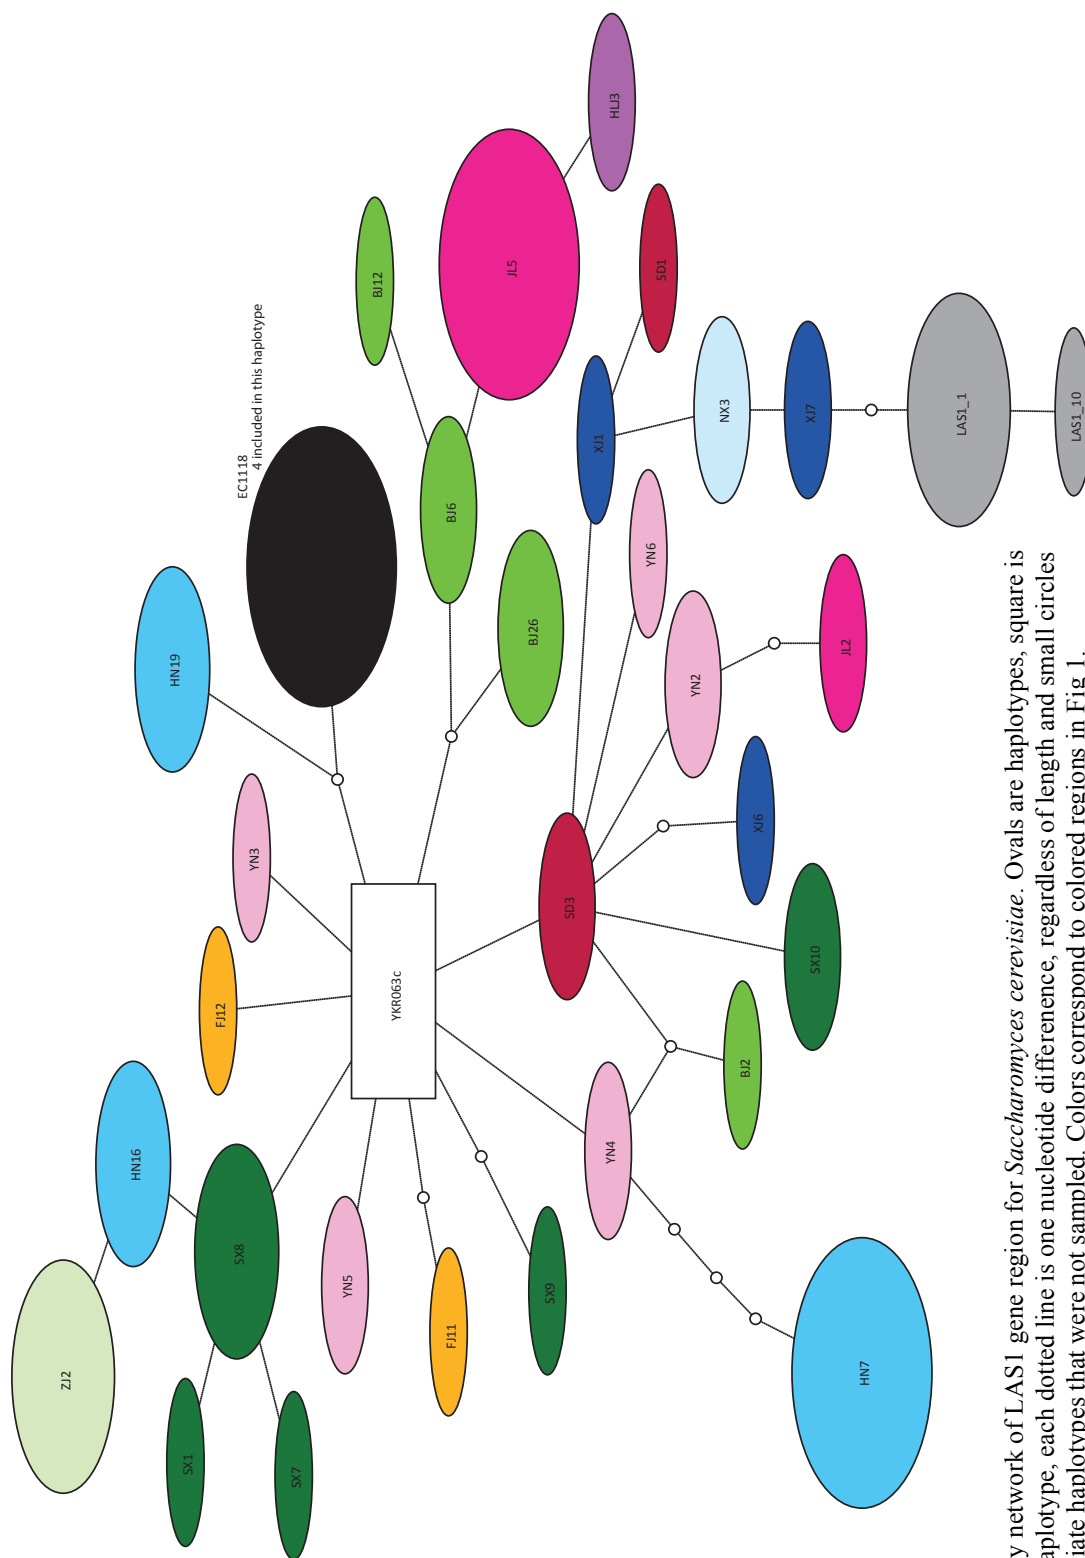 ZJ2
HN16
SX1
SX8
SX7
FJ12
YN3
HN19
EC1118
4 included in this haplotype
BJ12
YN5
FJ11
SX9
YKR063c
BJ6
BJ26
JL5
HLJ3
SD3
YN4
BJ2
HN7
SX10
XJ6
YN2
JL2
YN6
XJ1
SD1
NX3
XJ7
LAS1_1
LAS1_10
y network of LAS1 gene region for Saccharomyces cerevisiae. Ovals are haplotypes, square is
aplotype, each dotted line is one nucleotide differenence, regardless of length and small circles
iate haplotypes that were not sampled. Colors correspond to colored regions in Fig 1.